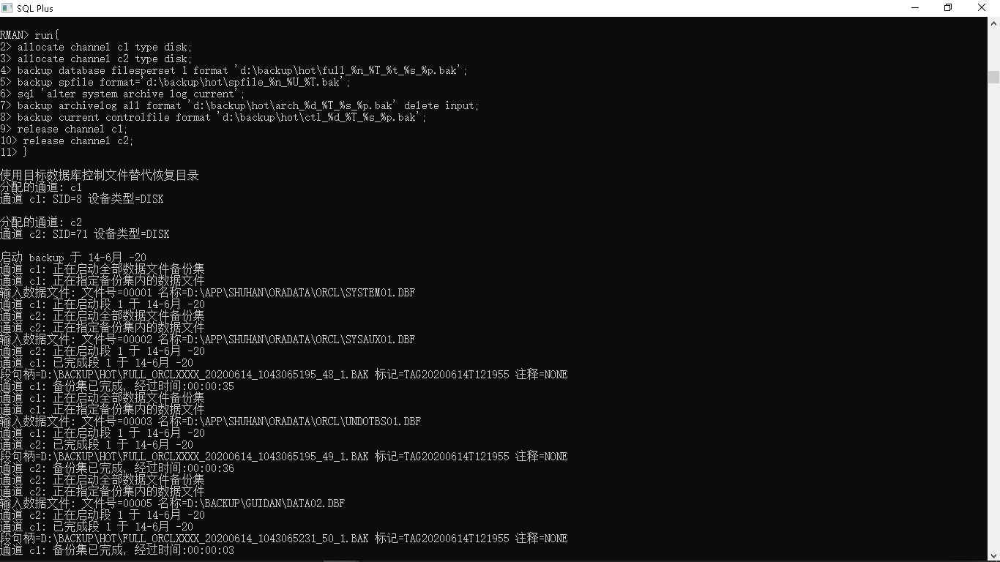 SQL Plus
RMAN> run{
2> allocate channel c1 type disk;
3> allocate channel c2 type disk;
4> backup database filesperset 1 format 'd:\backup\hot\full_%n_%T_%t_%s_%p.bak';
5> backup spfile format='d:\backup\hot\spfile_%n_%U_%T.bak';
6> sql 'alter system archive log current';
7> backup archivelog all format 'd:\backup\hot\arch_%d_%T_%s_%p.bak' delete input;
8> backup current controlfile format 'd:\backup\hot\ctl_%d_%T_%s_%p.bak';
9> release channel c1;
10> release channel c2;
11> }
使用目标数据库控制文件替代恢复目录
分配的通道: c1
通道 c1: SID=8 设备类型=DISK
分配的通道: c2
通道 c2: SID=71 设备类型=DISK
启动 backup 于 14-6月 -20
通道 c1: 正在启动全部数据文件备份集
通道 c1: 正在指定备份集内的数据文件
输入数据文件: 文件号=00001 名称=D:\APP\SHUHAN\ORADATA\ORCL\SYSTEM01.DBF
通道 c1: 正在启动段 1 于 14-6月 -20
通道 c2: 正在启动全部数据文件备份集
通道 c2: 正在指定备份集内的数据文件
输入数据文件: 文件号=00002 名称=D:\APP\SHUHAN\ORADATA\ORCL\SYSAUX01.DBF
通道 c2: 正在启动段 1 于 14-6月 -20
通道 c1: 已完成段 1 于 14-6月 -20
段句柄=D:\BACKUP\HOT\FULL_ORCLXXXX_20200614_1043065195_48_1.BAK 标记=TAG20200614T121955 注释=NONE
通道 c1: 备份集已完成, 经过时间:00:00:35
通道 c1: 正在启动全部数据文件备份集
通道 c1: 正在指定备份集内的数据文件
输入数据文件: 文件号=00003 名称=D:\APP\SHUHAN\ORADATA\ORCL\UNDOTBS01.DBF
通道 c1: 正在启动段 1 于 14-6月 -20
通道 c2: 已完成段 1 于 14-6月 -20
段句柄=D:\BACKUP\HOT\FULL_ORCLXXXX_20200614_1043065195_49_1.BAK 标记=TAG20200614T121955 注释=NONE
通道 c2: 备份集已完成, 经过时间:00:00:36
通道 c2: 正在启动全部数据文件备份集
通道 c2: 正在指定备份集内的数据文件
输入数据文件: 文件号=00005 名称=D:\BACKUP\GUIDAN\DATA02.DBF
通道 c2: 正在启动段 1 于 14-6月 -20
通道 c1: 已完成段 1 于 14-6月 -20
段句柄=D:\BACKUP\HOT\FULL_ORCLXXXX_20200614_1043065231_50_1.BAK 标记=TAG20200614T121955 注释=NONE
通道 c1: 备份集已完成, 经过时间:00:00:03